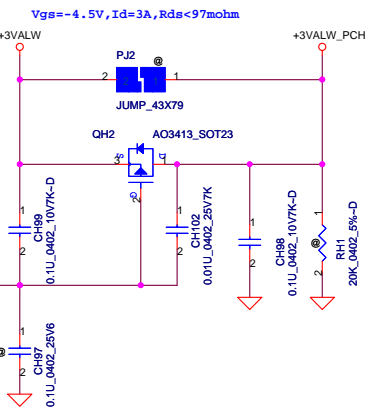 Vgs=-4.5V,Id=3A,Rds<97mohm
+3VALW
+3VALW_PCH
PJ2
@
2
1
JUMP_43X79
QH2
AO3413_SOT23
3
S
D
1
G
2
1
2
CH99
0.1U_0402_10V7K~D
1
2
CH102
0.01U_0402_25V7K
1
2
CH98
0.1U_0402_10V7K~D
1
2
@
RH1
20K_0402_5%~D
1
2
@
CH97
0.1U_0402_25V6